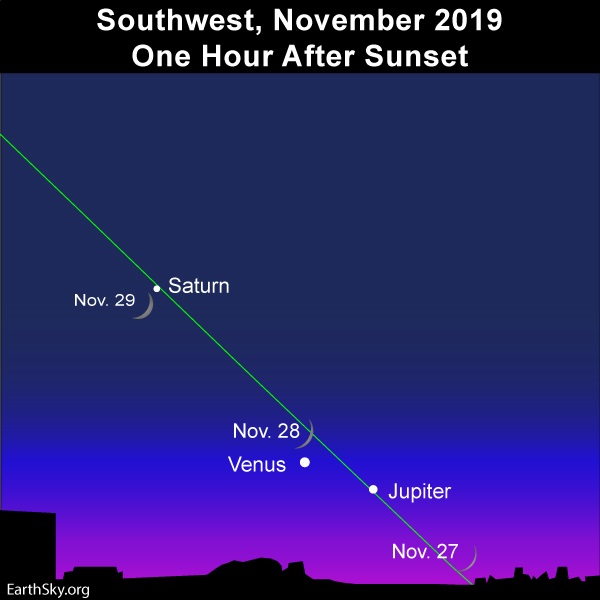 Southwest, November 2019
One Hour After Sunset
Saturn
Nov. 29
Nov. 28
Venus
Jupiter
Nov. 27
EarthSky.org